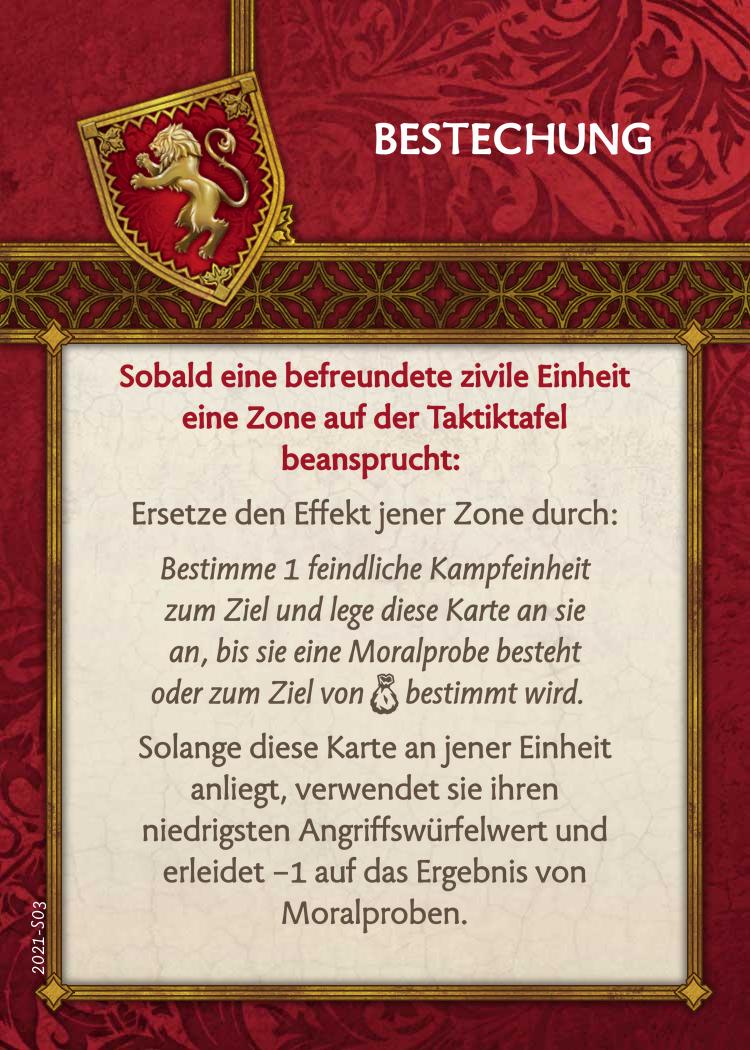 BESTECHUNG
Sobald eine befreundete zivile Einheit
eine Zone auf der Taktiktafel
beansprucht:
Ersetze den Effekt jener Zone durch:
Bestimme 1 feindliche Kampfeinheit
zum Ziel und lege diese Karte an sie
an, bis sie eine Moralprobe besteht
oder zum Ziel von bestimmt wird.
Solange diese Karte an jener Einheit
anliegt, verwendet sie ihren
niedrigsten Angriffswürfelwert und
erleidet –1 auf das Ergebnis von
Moralproben.
2021-S03